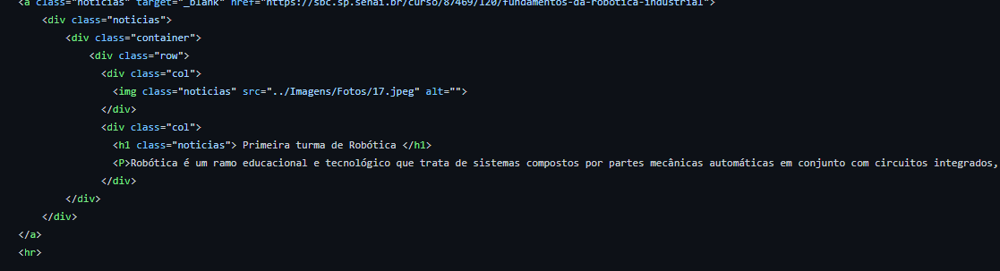 <a class="noticias" target="_blank" href="https://sbc.sp.senai.br/curso/87469/120/fundamentos-da-robotica-industrial">
<div class="noticias">
<div class="container">
<div class="row">
<div class="col">
<img class="noticias" src="../Imagens/Fotos/17.jpeg" alt="">
</div>
<div class="col">
<h1 class="noticias"> Primeira turma de Robótica </h1>
<P>Robótica é um ramo educacional e tecnológico que trata de sistemas compostos por partes mecânicas automáticas em conjunto com circuitos integrados,
</div>
</div>
</div>
</a>
<hr>